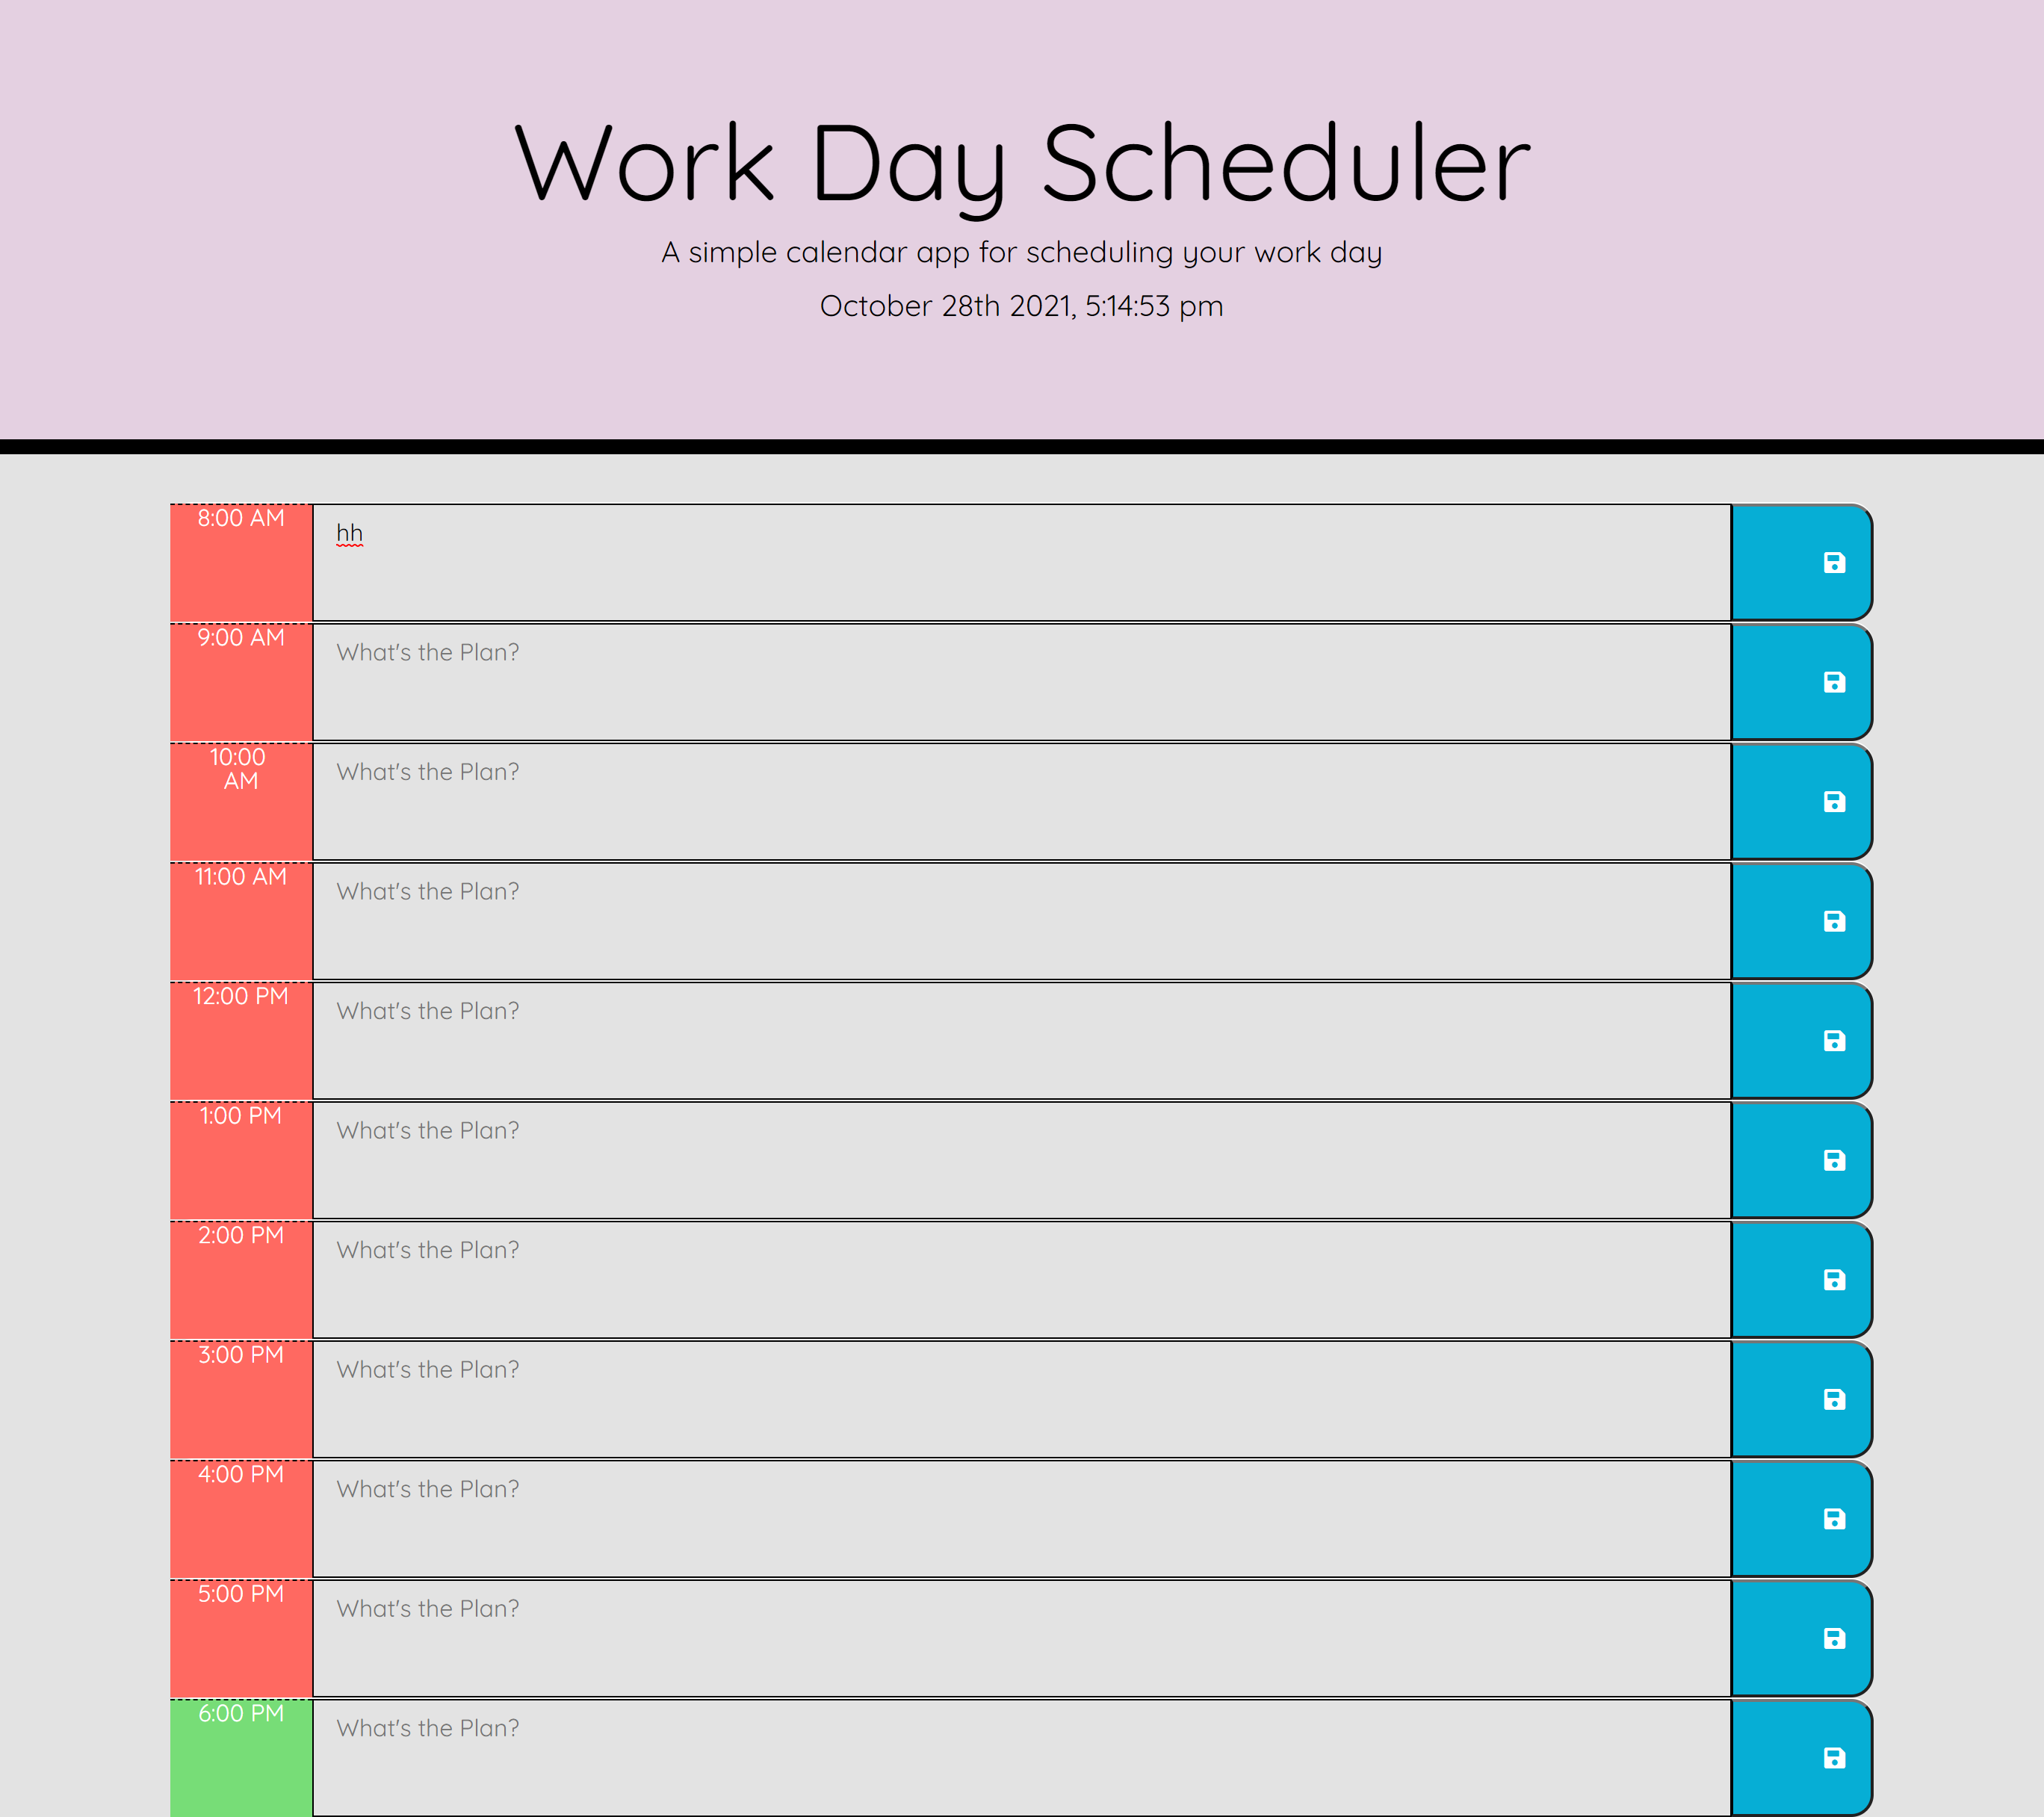 Work Day Scheduler
A simple calendar app for scheduling your work day
October 28th 2021, 5:14:53 pm
8:00 AM
hh
9:00 AM
What's the Plan?
10:00
AM
What's the Plan?
11:00 AM
What's the Plan?
12:00 PM
What's the Plan?
1:00 PM
What's the Plan?
2:00 PM
What's the Plan?
3:00 PM
What's the Plan?
4:00 PM
What's the Plan?
5:00 PM
What's the Plan?
6:00 PM
What's the Plan?